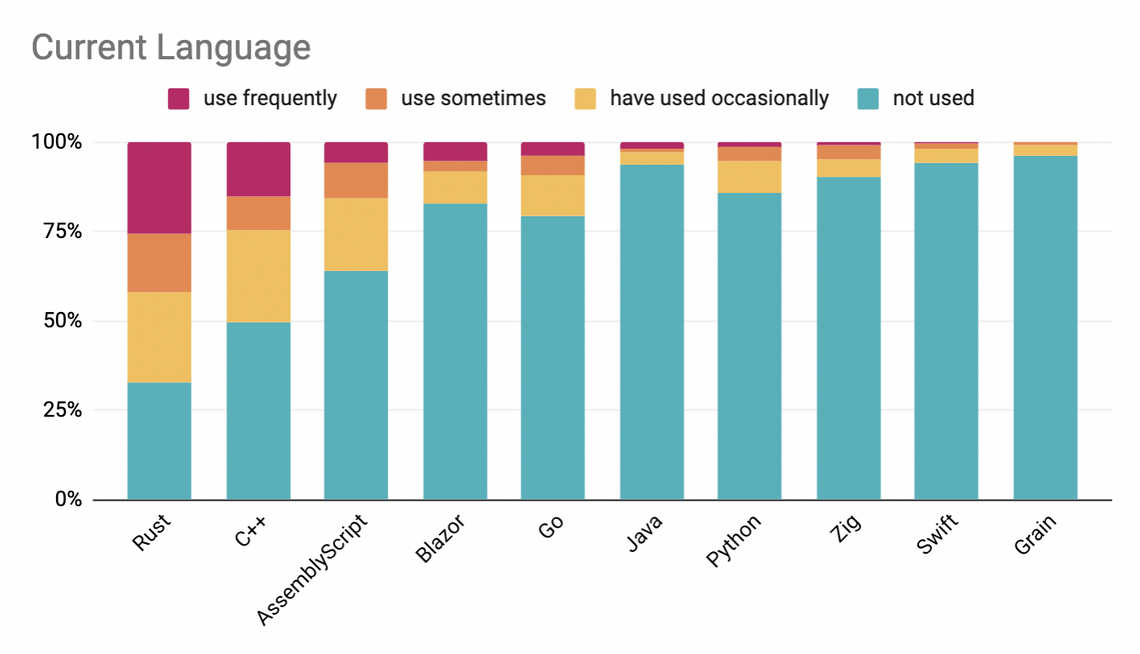 Current Language
use frequently use sometimes have used occasionally not used
100%
75%
50%
25%
0%
Rust C++ AssemblyScript Blazor Go Java Python Zig Swift Grain